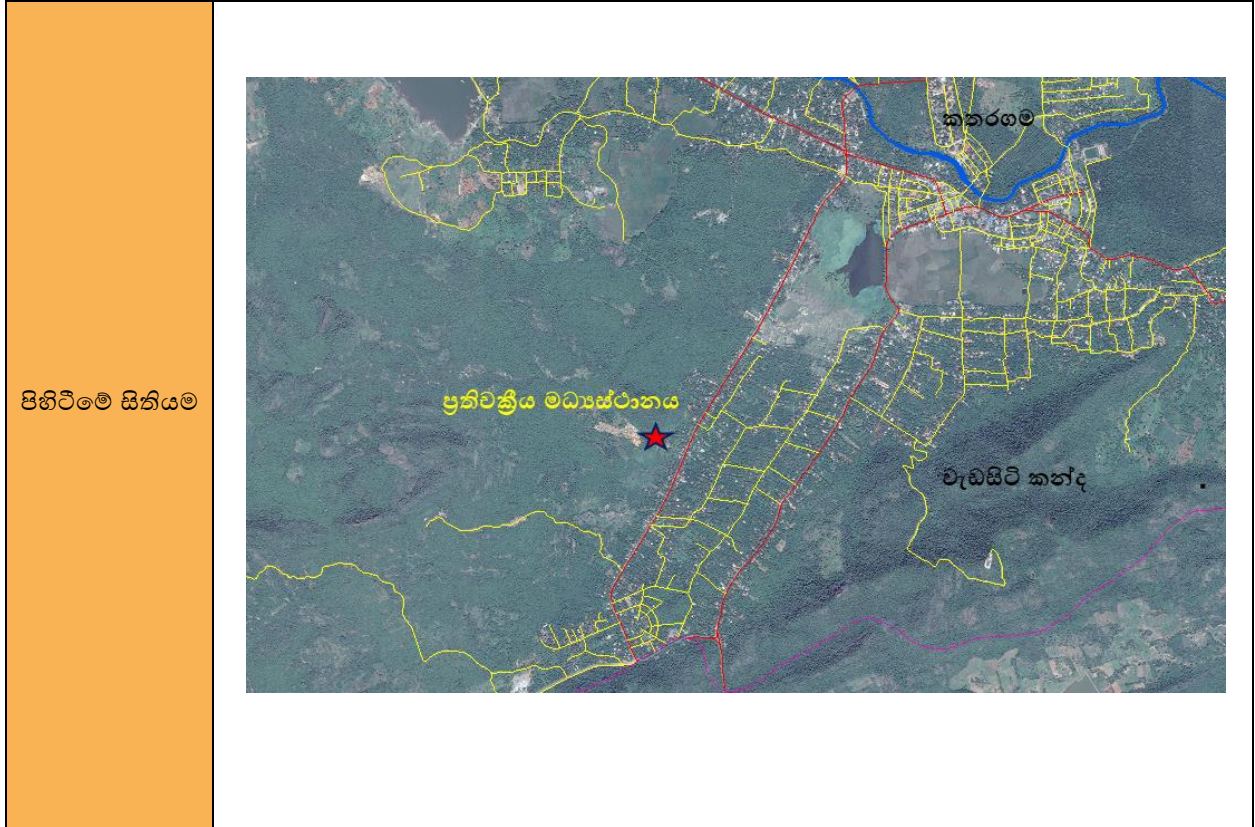 පිහිටීමේ සිතියම
කතරගම
ප්‍රතිචක්‍රීය මධ්‍යස්ථානය
වැඩසිටි කන්ද